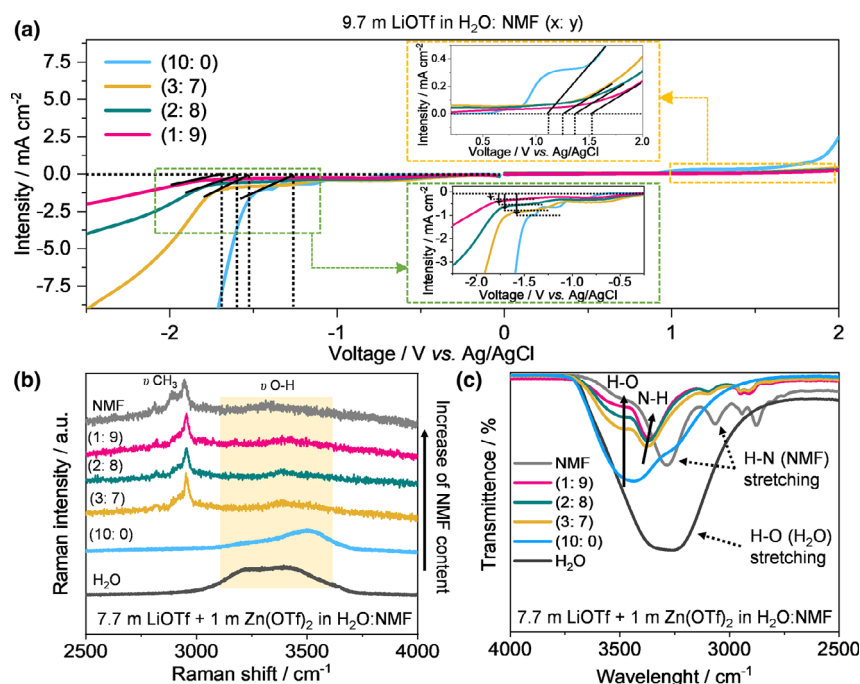 9.7 m LiOTf in H₂O: NMF (x: y)
(a)
(10: 0)
(3: 7)
(2: 8)
(1: 9)
7.5
5.0
2.5
0.0
-2.5
-5.0
-7.5
Intensity / mA cm⁻²
-2
-1
0
1
2
Voltage / V vs. Ag/AgCl
0.4
0.2
0.0
Intensity / mA cm⁻²
0.5
1.0
1.5
2.0
Voltage / V vs. Ag/AgCl
0
-1
-2
-3
Intensity / mA cm⁻²
-2.0
-1.5
-1.0
-0.5
Voltage / V vs. Ag/AgCl
(b)
υ CH₃
υ O-H
NMF
(1: 9)
(2: 8)
(3: 7)
(10: 0)
H₂O
Raman intensity / a.u.
Increase of NMF
content
7.7 m LiOTf + 1 m Zn(OTf)₂ in H₂O:NMF
2500
3000
3500
4000
Raman shift / cm⁻¹
(c)
H-O
N-H
NMF
(1: 9)
(2: 8)
(3: 7)
(10: 0)
H₂O
H-N (NMF)
stretching
H-O (H₂O)
stretching
Transmittence / %
7.7 m LiOTf + 1 m Zn(OTf)₂ in H₂O:NMF
4000
3500
3000
2500
Wavelenght / cm⁻¹